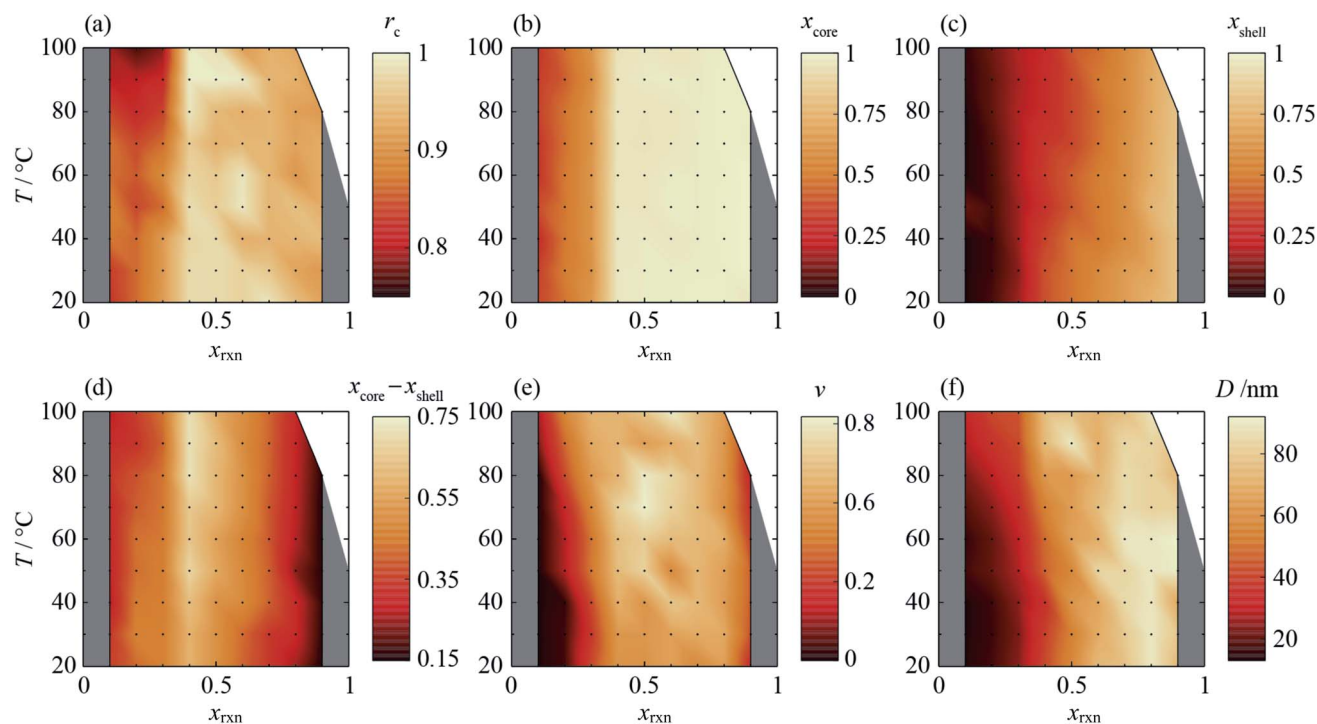 (a) r_c (b) x_core (c) x_shell
100 1 100 1 100 1
80 80 0.75 80 0.75
T / °C 60 0.9 60 0.5 60 0.5
40 0.8 40 0.25 40 0.25
20 20 0 20 0
0 0.5 1 0 0.5 1 0 0.5 1
x_rxn x_rxn x_rxn
(d) x_core − x_shell (e) v (f) D /nm
100 0.75 100 0.8 100 80
80 0.55 80 0.6 80 60
T / °C 60 60 60
40 0.35 40 0.2 40 40
20 0.15 20 0 20 20
0 0.5 1 0 0.5 1 0 0.5 1
x_rxn x_rxn x_rxn